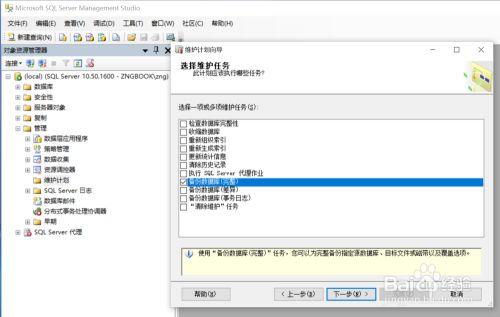 Microsoft SQL Server Management Studio
文件(F) 编辑(E) 查看(V) 调试(D) 工具(T) 窗口(W) 社区(C) 帮助(H)
新建查询(N)
对象资源管理器
连接
(local) (SQL Server 10.50.1600 - ZNGBOOK\zng)
数据库
安全性
服务器对象
复制
管理
数据层应用程序
策略管理
数据收集
资源调控器
维护计划
SQL Server 日志
数据库邮件
分布式事务处理协调器
早期
SQL Server 代理
维护计划向导
选择维护任务
此计划应该执行哪些任务?
选择一项或多项维护任务(S):
检查数据库完整性
收缩数据库
重新组织索引
重新生成索引
更新统计信息
清除历史记录
执行 SQL Server 代理作业
备份数据库(完整)
备份数据库(差异)
备份数据库(事务日志)
“清除维护”任务
使用“备份数据库(完整)”任务,您可以为完整备份指定源数据库、目标文件或磁带以及覆盖选项。
帮助(H)
< 上一步(B)
下一步(N) >
取消
Baidu 经验
jingyan.baidu.com